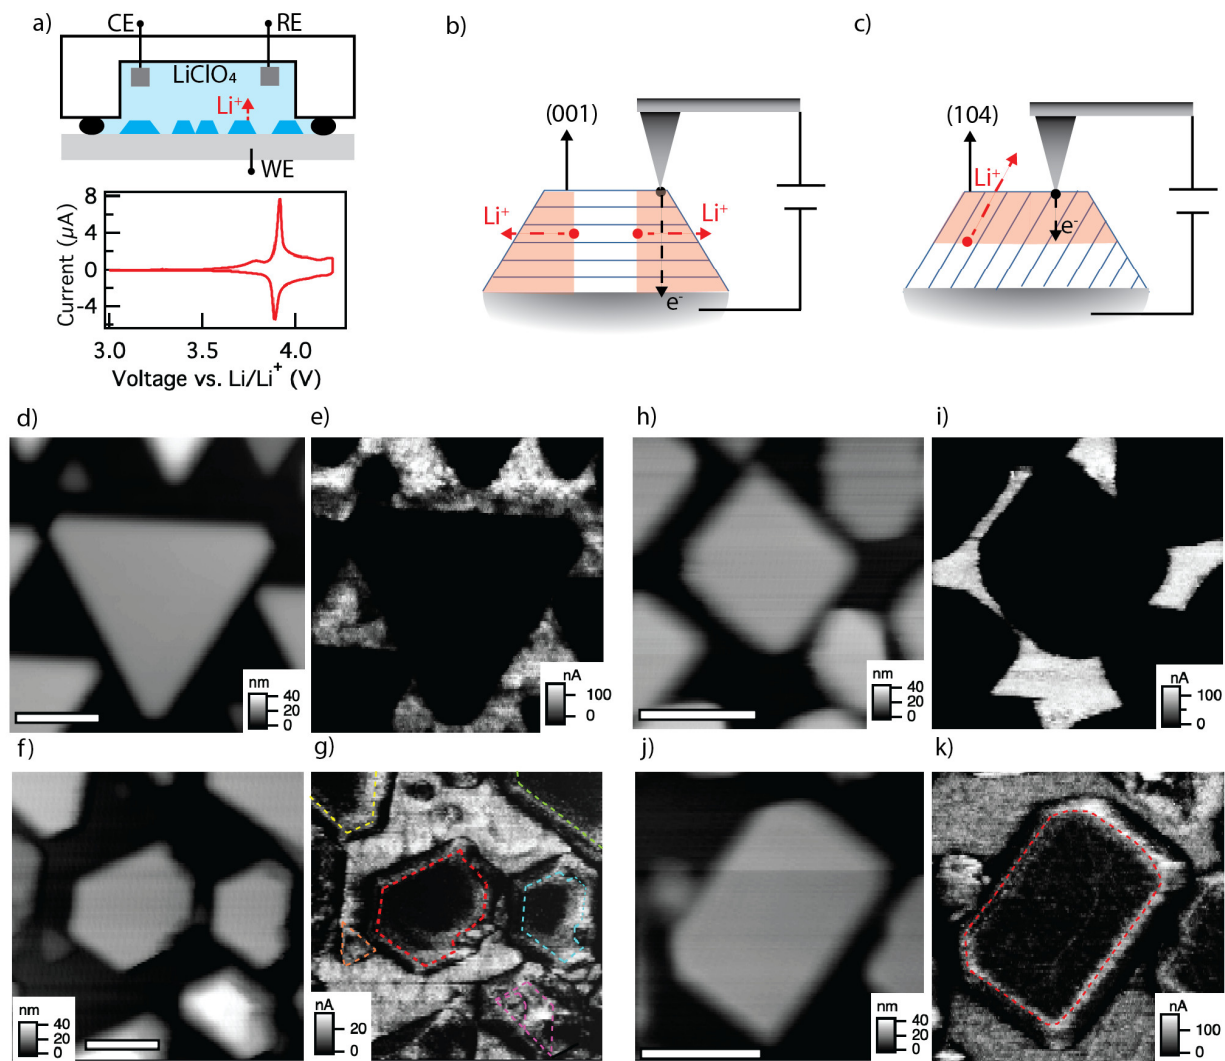 a)
CE
RE
LiClO₄
Li⁺
WE
8
4
0
-4
Current (μA)
3.0 3.5 4.0
Voltage vs. Li/Li⁺ (V)
b)
(001)
Li⁺
Li⁺
e⁻
c)
(104)
Li⁺
e⁻
d)
nm
40
20
0
e)
nA
100
0
h)
nm
40
20
0
i)
nA
100
0
f)
nm
40
20
0
g)
nA
20
0
j)
nm
40
20
0
k)
nA
100
0